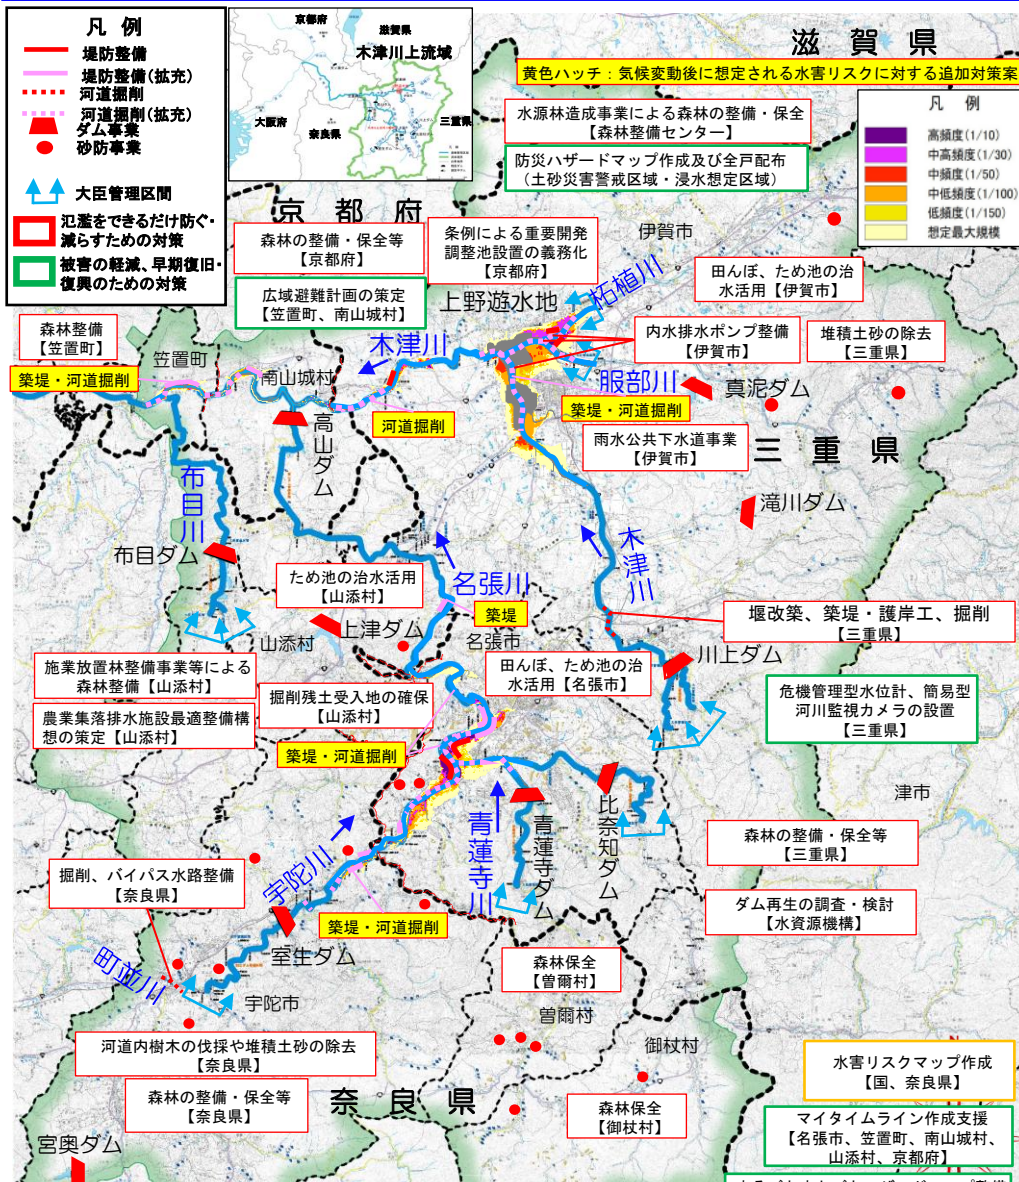 凡例
堤防整備
堤防整備(拡充)
河道掘削
河道掘削(拡充)
ダム事業
砂防事業
大臣管理区間
氾濫をできるだけ防ぐ・
減らすための対策
被害の軽減、早期復旧・
復興のための対策
京都府
滋賀県
木津川上流域
大阪府
奈良県
三重県
滋賀県
黄色ハッチ：気候変動後に想定される水害リスクに対する追加対策案
水源林造成事業による森林の整備・保全
【森林整備センター】
防災ハザードマップ作成及び全戸配布
（土砂災害警戒区域・浸水想定区域）
凡例
高頻度(1/10)
中高頻度(1/30)
中頻度(1/50)
中低頻度(1/100)
低頻度(1/150)
想定最大規模
京都府
森林の整備・保全等
【京都府】
条例による重要開発
調整池設置の義務化
【京都府】
伊賀市
広域避難計画の策定
【笠置町、南山城村】
上野遊水地
柘植川
田んぼ、ため池の治
水活用【伊賀市】
森林整備
【笠置町】
笠置町
木津川
内水排水ポンプ整備
【伊賀市】
堆積土砂の除去
【三重県】
築堤・河道掘削
南山城村
服部川
真泥ダム
河道掘削
築堤・河道掘削
高山ダム
雨水公共下水道事業
【伊賀市】
三重県
布目川
滝川ダム
布目ダム
木津川
ため池の治水活用
【山添村】
名張川
築堤
山添村
上津ダム
名張市
堰改築、築堤・護岸工、掘削
【三重県】
川上ダム
施業放置林整備事業等による
森林整備【山添村】
掘削残土受入地の確保
【山添村】
田んぼ、ため池の治
水活用【名張市】
危機管理型水位計、簡易型
河川監視カメラの設置
【三重県】
農業集落排水施設最適整備構
想の策定【山添村】
築堤・河道掘削
津市
青蓮寺川
青蓮寺ダム
比奈知ダム
森林の整備・保全等
【三重県】
掘削、バイパス水路整備
【奈良県】
宇陀川
ダム再生の調査・検討
【水資源機構】
築堤・河道掘削
室生ダム
町並川
宇陀市
森林保全
【曽爾村】
曽爾村
御杖村
河道内樹木の伐採や堆積土砂の除去
【奈良県】
水害リスクマップ作成
【国、奈良県】
森林の整備・保全等
【奈良県】
奈良県
森林保全
【御杖村】
マイタイムライン作成支援
【名張市、笠置町、南山城村、
山添村、京都府】
宮奥ダム